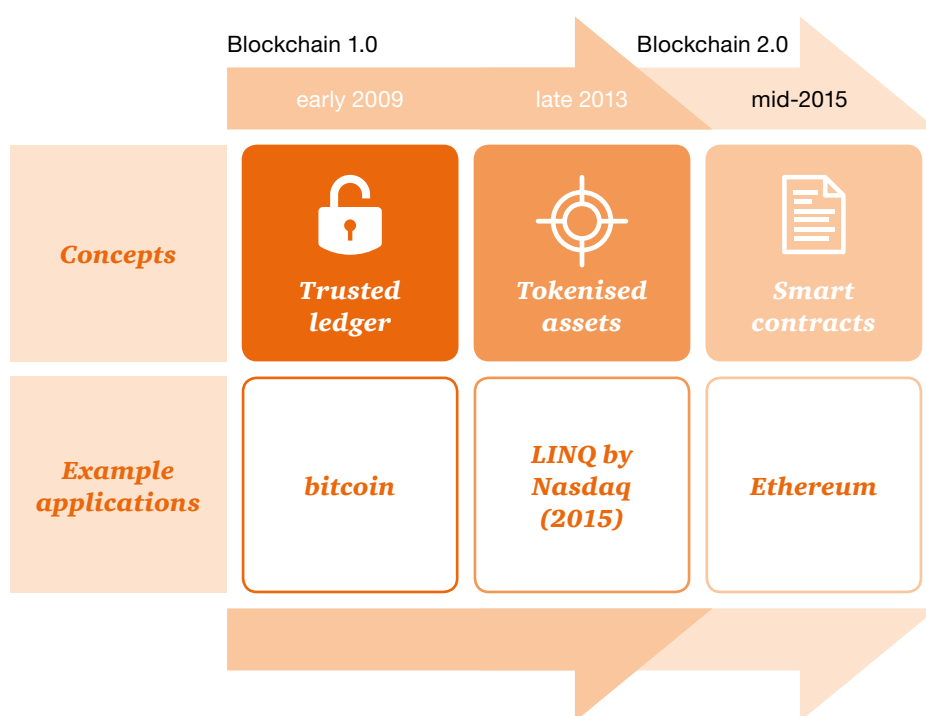 Blockchain 1.0
Blockchain 2.0
early 2009
late 2013
mid-2015
Concepts
Trusted
ledger
Tokenised
assets
Smart
contracts
Example
applications
bitcoin
LINQ by
Nasdaq
(2015)
Ethereum